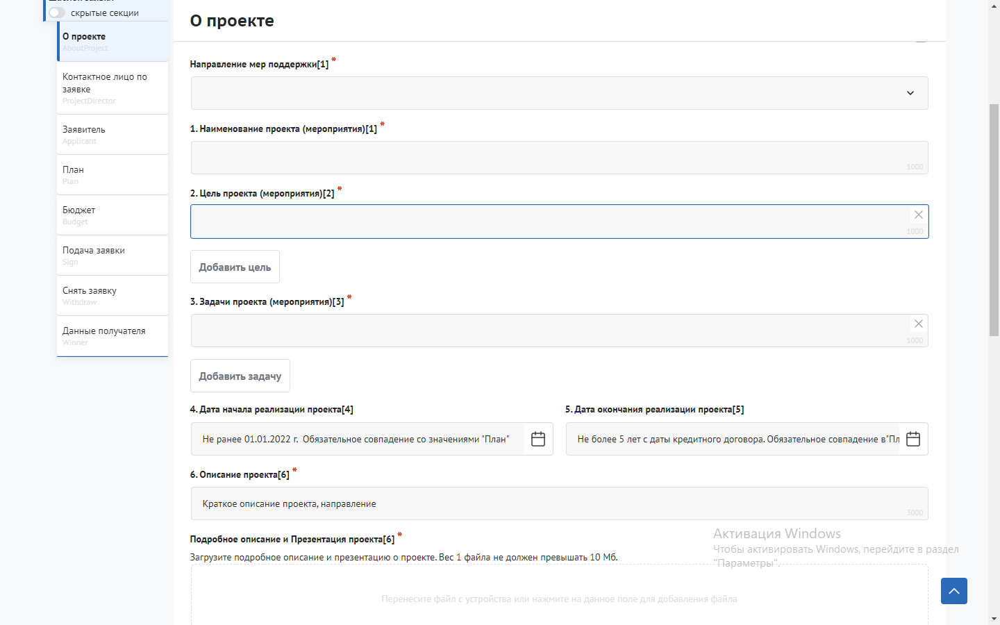 скрытые секции
О проекте
AboutProject
Контактное лицо по
заявке
ProjectDirector
Заявитель
Applicant
План
Plan
Бюджет
Budget
Подача заявки
Sign
Снять заявку
Withdraw
Данные получателя
Winner
О проекте
Направление мер поддержки[1] *
1. Наименование проекта (мероприятия)[1] *
1000
2. Цель проекта (мероприятия)[2] *
1000
Добавить цель
3. Задачи проекта (мероприятия)[3] *
1000
Добавить задачу
4. Дата начала реализации проекта[4]
Не ранее 01.01.2022 г. Обязательное совпадение со значениями "План"
5. Дата окончания реализации проекта[5]
Не более 5 лет с даты кредитного договора. Обязательное совпадение в"Пл
6. Описание проекта[6] *
Краткое описание проекта, направление
3000
Подробное описание и Презентация проекта[6] *
Загрузите подробное описание и презентацию о проекте. Вес 1 файла не должен превышать 10 Мб.
Перенесите файл с устройства или нажмите на данное поле для добавления файла
Активация Windows
Чтобы активировать Windows, перейдите в раздел
"Параметры".